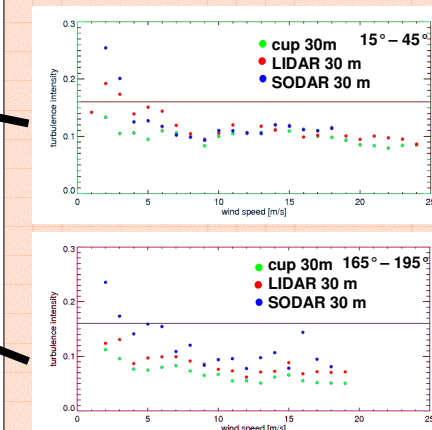 0.3
cup 30m 15°– 45°
LIDAR 30 m
SODAR 30 m
0.2
turbulence intensity
0.1
0.0
0 5 10 15 20 25
wind speed [m/s]
0.3
cup 30m 165°– 195°
LIDAR 30 m
SODAR 30 m
0.2
turbulence intensity
0.1
0.0
0 5 10 15 20 25
wind speed [m/s]